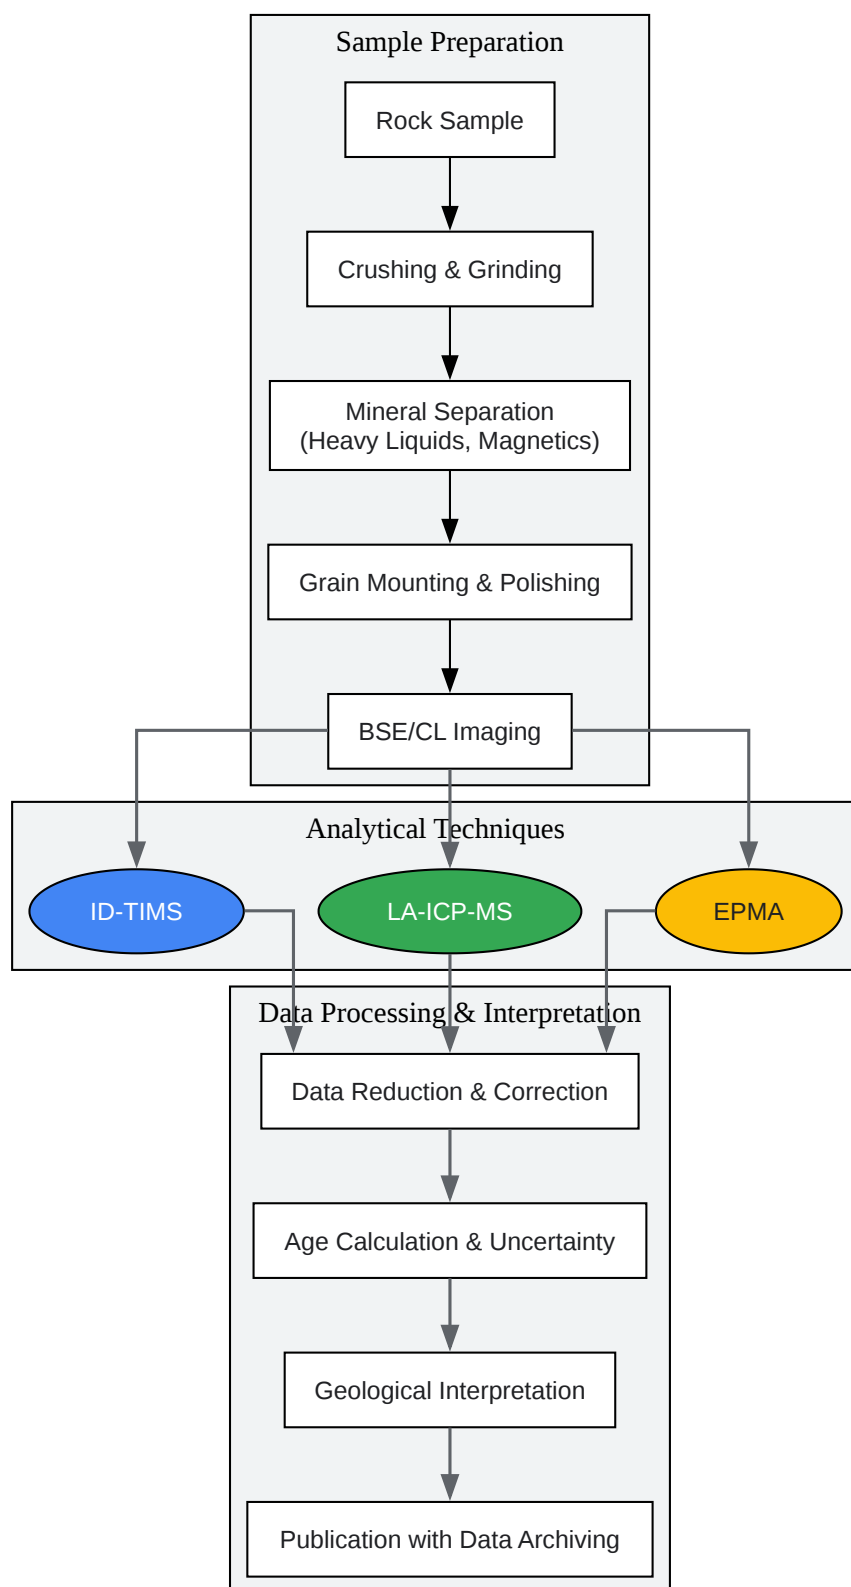 Sample Preparation
Rock Sample
Crushing & Grinding
Mineral Separation
(Heavy Liquids, Magnetics)
Grain Mounting & Polishing
BSE/CL Imaging
Analytical Techniques
ID-TIMS
LA-ICP-MS
EPMA
Data Processing & Interpretation
Data Reduction & Correction
Age Calculation & Uncertainty
Geological Interpretation
Publication with Data Archiving